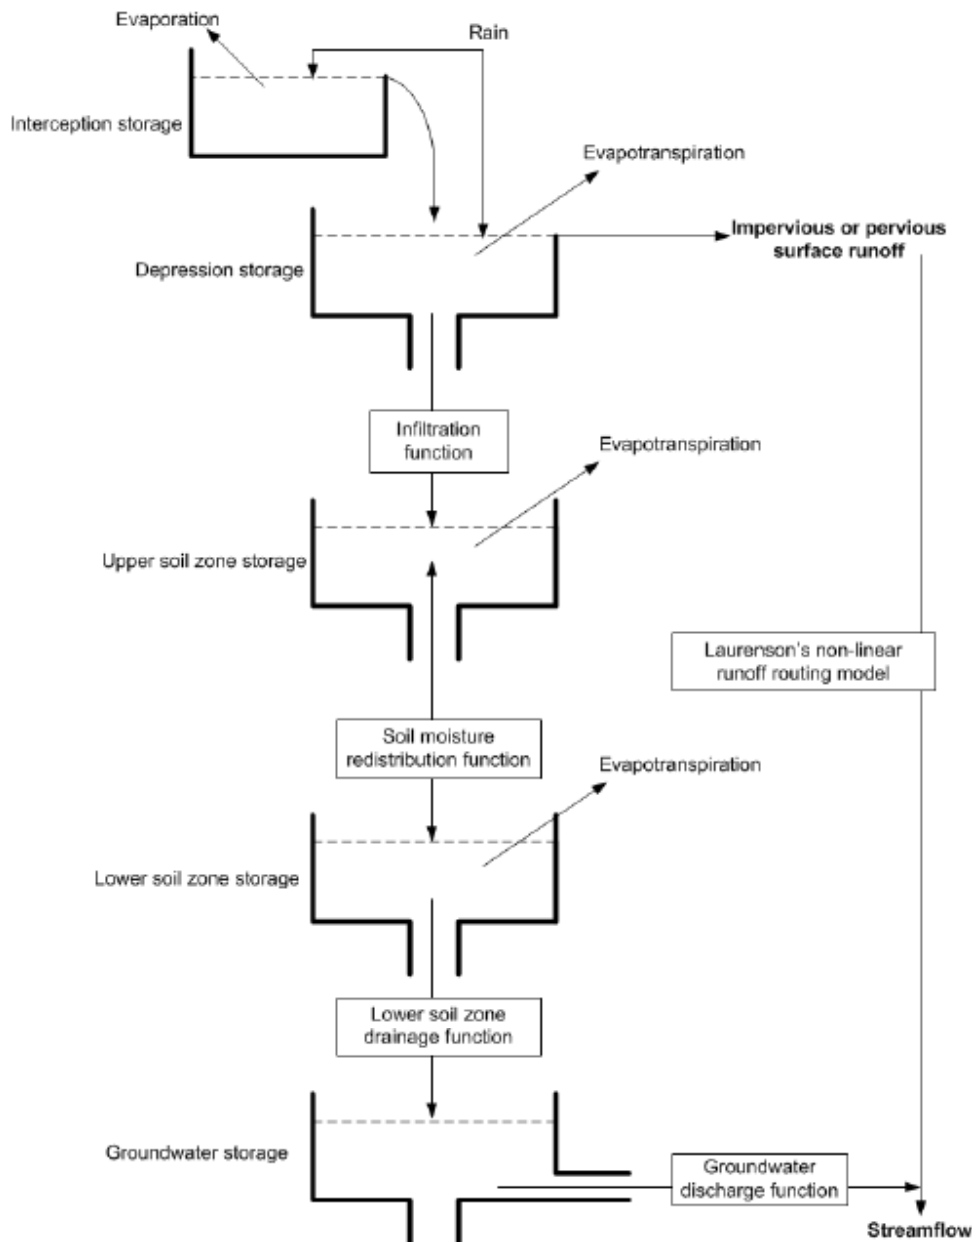 Evaporation
Rain
Interception storage
Evapotranspiration
Impervious or pervious
surface runoff
Depression storage
Infiltration
function
Evapotranspiration
Upper soil zone storage
Laurenson's non-linear
runoff routing model
Soil moisture
redistribution function
Evapotranspiration
Lower soil zone storage
Lower soil zone
drainage function
Groundwater storage
Groundwater
discharge function
Streamflow